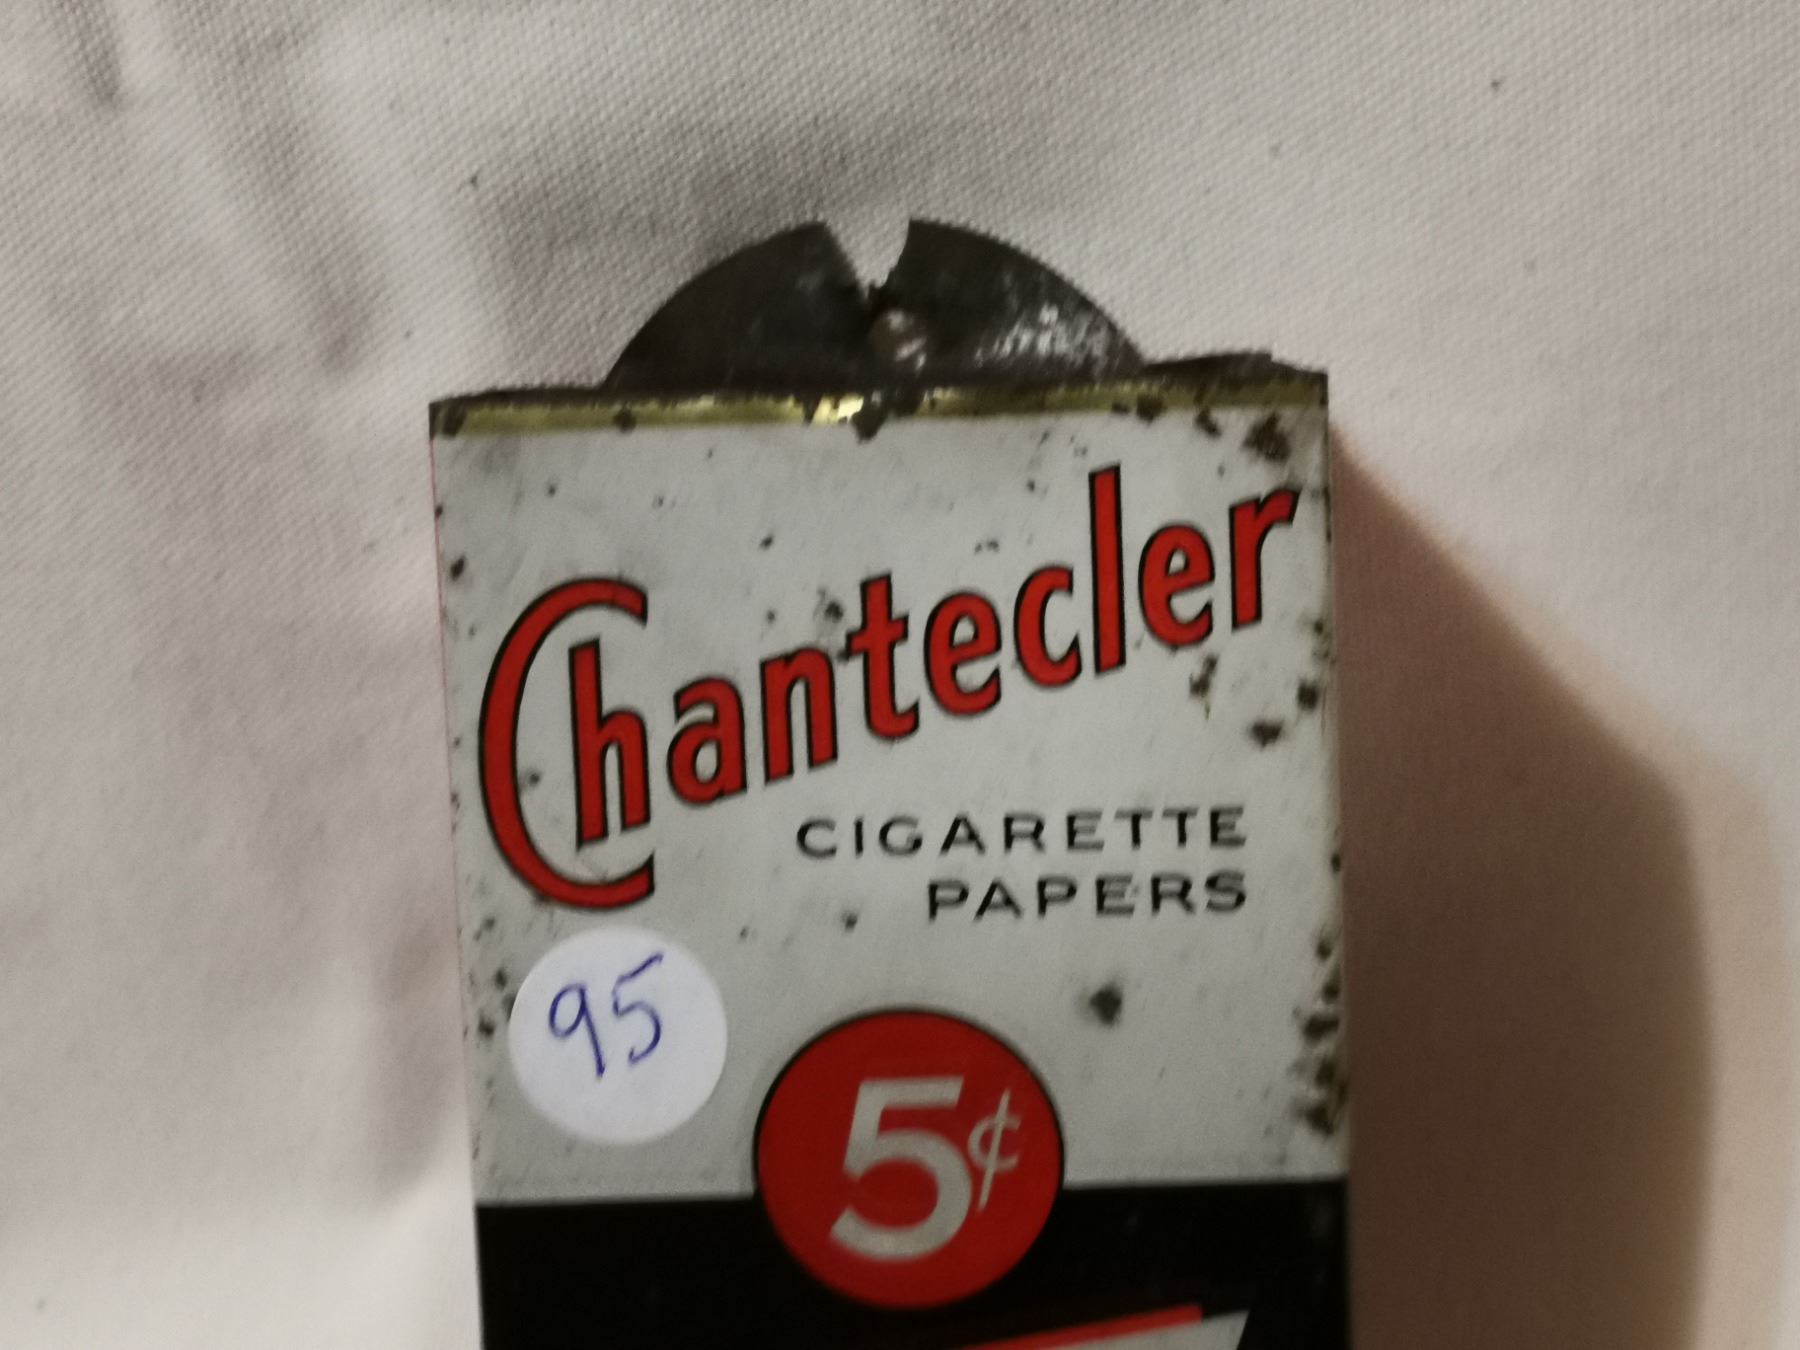 Chantecler
CIGARETTE
PAPERS
95
5¢